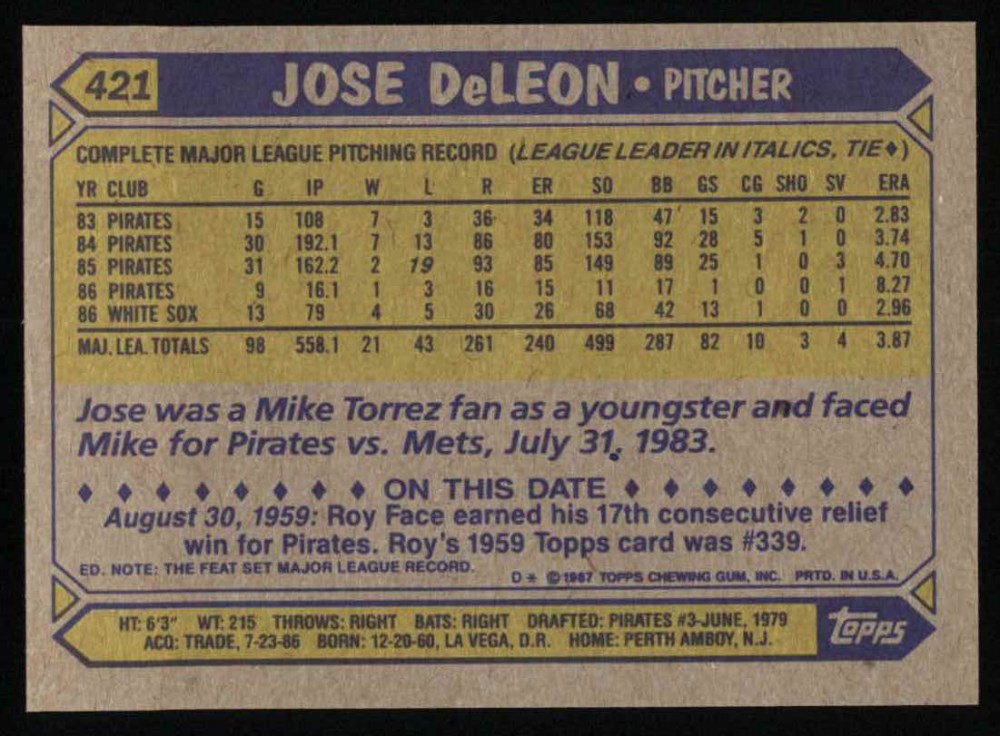 421 JOSE DeLEON • PITCHER
COMPLETE MAJOR LEAGUE PITCHING RECORD (LEAGUE LEADER IN ITALICS, TIE♦)
YR CLUB G IP W L R ER SO BB GS CG SHO SV ERA
83 PIRATES 15 108 7 3 36 34 118 47 15 3 2 0 2.83
84 PIRATES 30 192.1 7 13 86 80 153 92 28 5 1 0 3.74
85 PIRATES 31 162.2 2 19 93 85 149 89 25 1 0 3 4.70
86 PIRATES 9 16.1 1 3 16 15 11 17 1 0 0 1 8.27
86 WHITE SOX 13 79 4 5 30 26 68 42 13 1 0 0 2.96
MAJ. LEA. TOTALS 98 558.1 21 43 261 240 499 287 82 10 3 4 3.87
Jose was a Mike Torrez fan as a youngster and faced
Mike for Pirates vs. Mets, July 31, 1983.
♦ ♦ ♦ ♦ ♦ ♦ ♦ ♦ ON THIS DATE ♦ ♦ ♦ ♦ ♦ ♦ ♦ ♦
August 30, 1959: Roy Face earned his 17th consecutive relief
win for Pirates. Roy's 1959 Topps card was #339.
ED. NOTE: THE FEAT SET MAJOR LEAGUE RECORD.
D* © 1987 TOPPS CHEWING GUM, INC. PRTD. IN U.S.A.
HT: 6'3" WT: 215 THROWS: RIGHT BATS: RIGHT DRAFTED: PIRATES #3-JUNE, 1979
ACQ: TRADE, 7-23-86 BORN: 12-20-60, LA VEGA, D.R. HOME: PERTH AMBOY, N.J.
topps